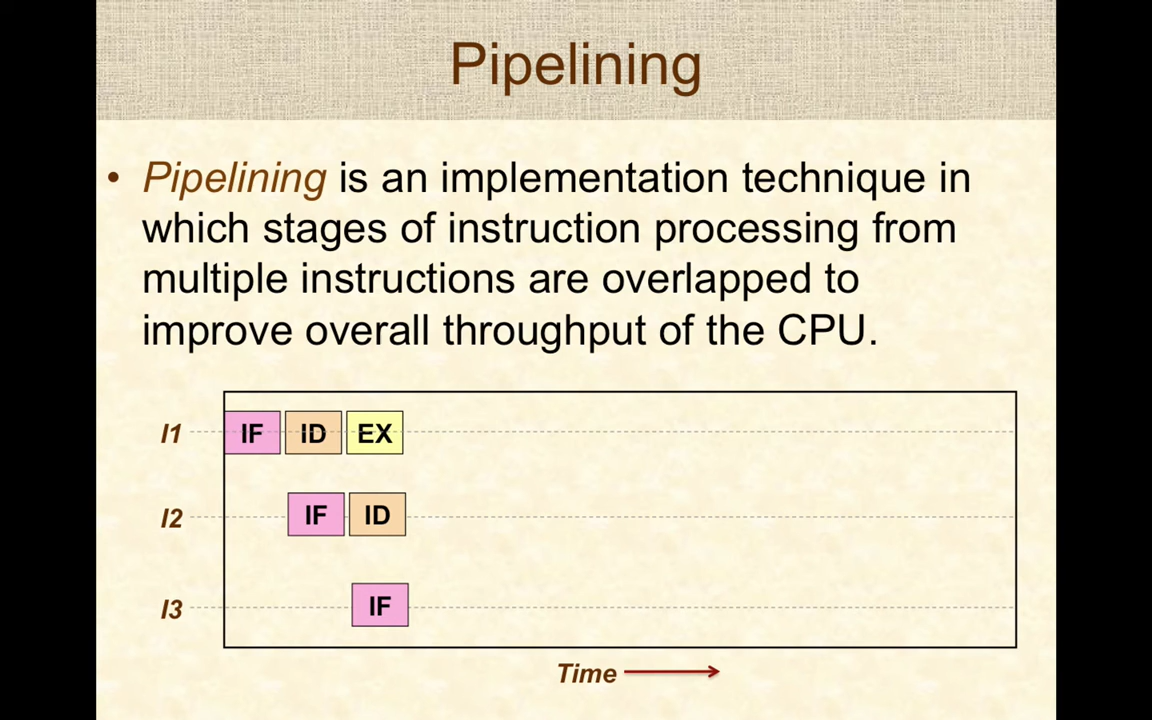 Pipelining
• Pipelining is an implementation technique in
which stages of instruction processing from
multiple instructions are overlapped to
improve overall throughput of the CPU.
I1 IF ID EX
I2 IF ID
I3 IF
Time